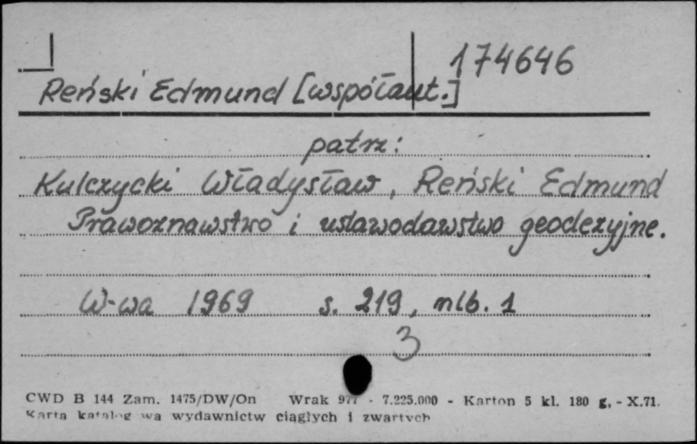 174646
Reński Edmund [współaut.]
patrz:
Kulczycki Władysław, Reński Edmund
Prawoznawstwo i ustawodawstwo geodezyjne.
W-wa 1969 s. 219, nlb. 1
3
CWD B 144 Zam. 1475/DW/On Wrak 977 - 7.225.000 - Karton 5 kl. 180 g. - X.71.
Karta katalogowa wydawnictw ciągłych i zwartych